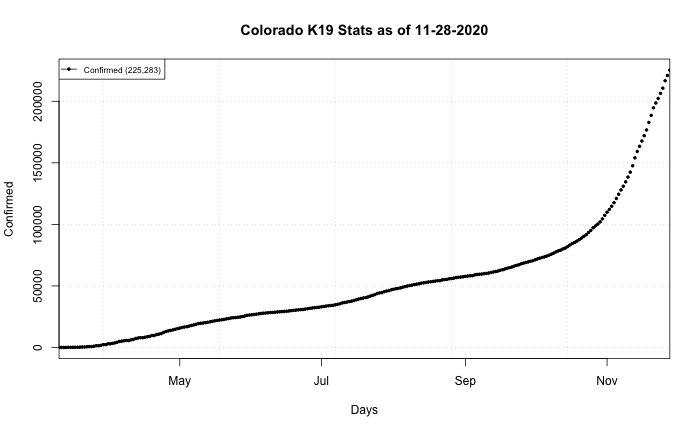 Colorado K19 Stats as of 11-28-2020
Confirmed (225,283)
Confirmed
200000
150000
100000
50000
0
May
Jul
Sep
Nov
Days